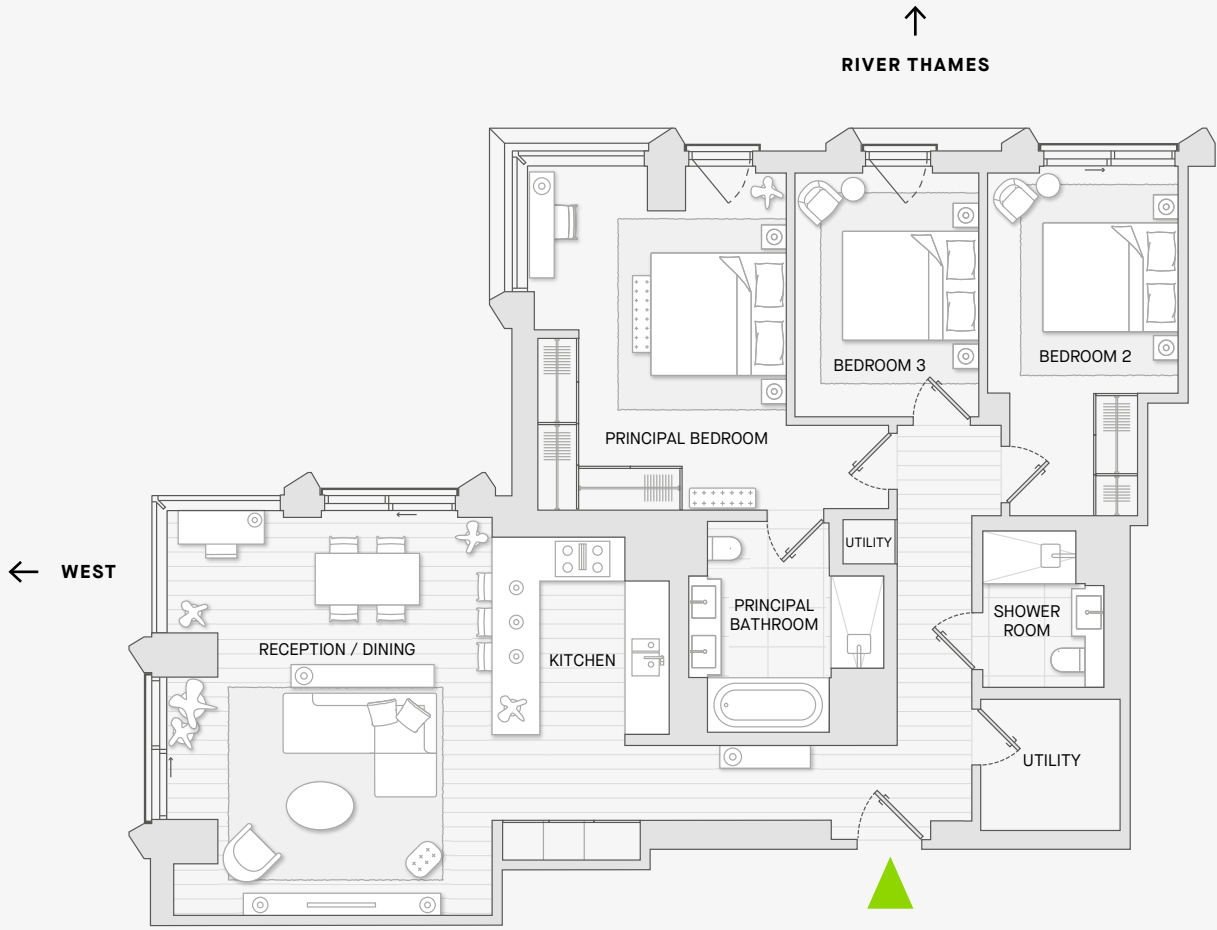 RIVER THAMES
BEDROOM 2
BEDROOM 3
PRINCIPAL BEDROOM
UTILITY
WEST
PRINCIPAL
BATHROOM
SHOWER
ROOM
RECEPTION / DINING
KITCHEN
UTILITY